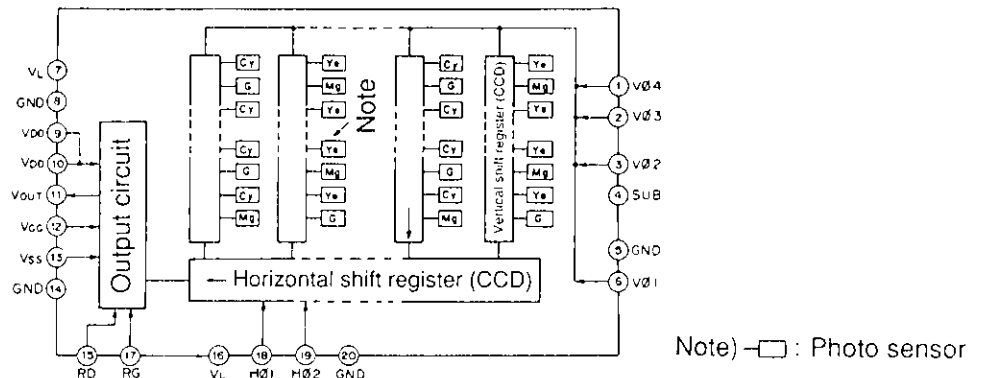 VL 7
GND 8
VDD 9
VDD 10
VOUT 11
VGG 12
VSS 13
GND 14
Output circuit
Cy
G
Cy
Cy
G
Cy
Mg
Ye
Mg
Ye
Ye
Mg
Ye
G
Note
Cy
G
Cy
Cy
G
Cy
Mg
Vertical shift register (CCD)
Ye
Mg
Ye
Ye
Mg
Ye
G
1 VØ4
2 VØ3
3 VØ2
4 SUB
5 GND
6 VØ1
← Horizontal shift register (CCD)
15 17 16 18 19 20
RD RG VL HØ1 HØ2 GND
Note) : Photo sensor